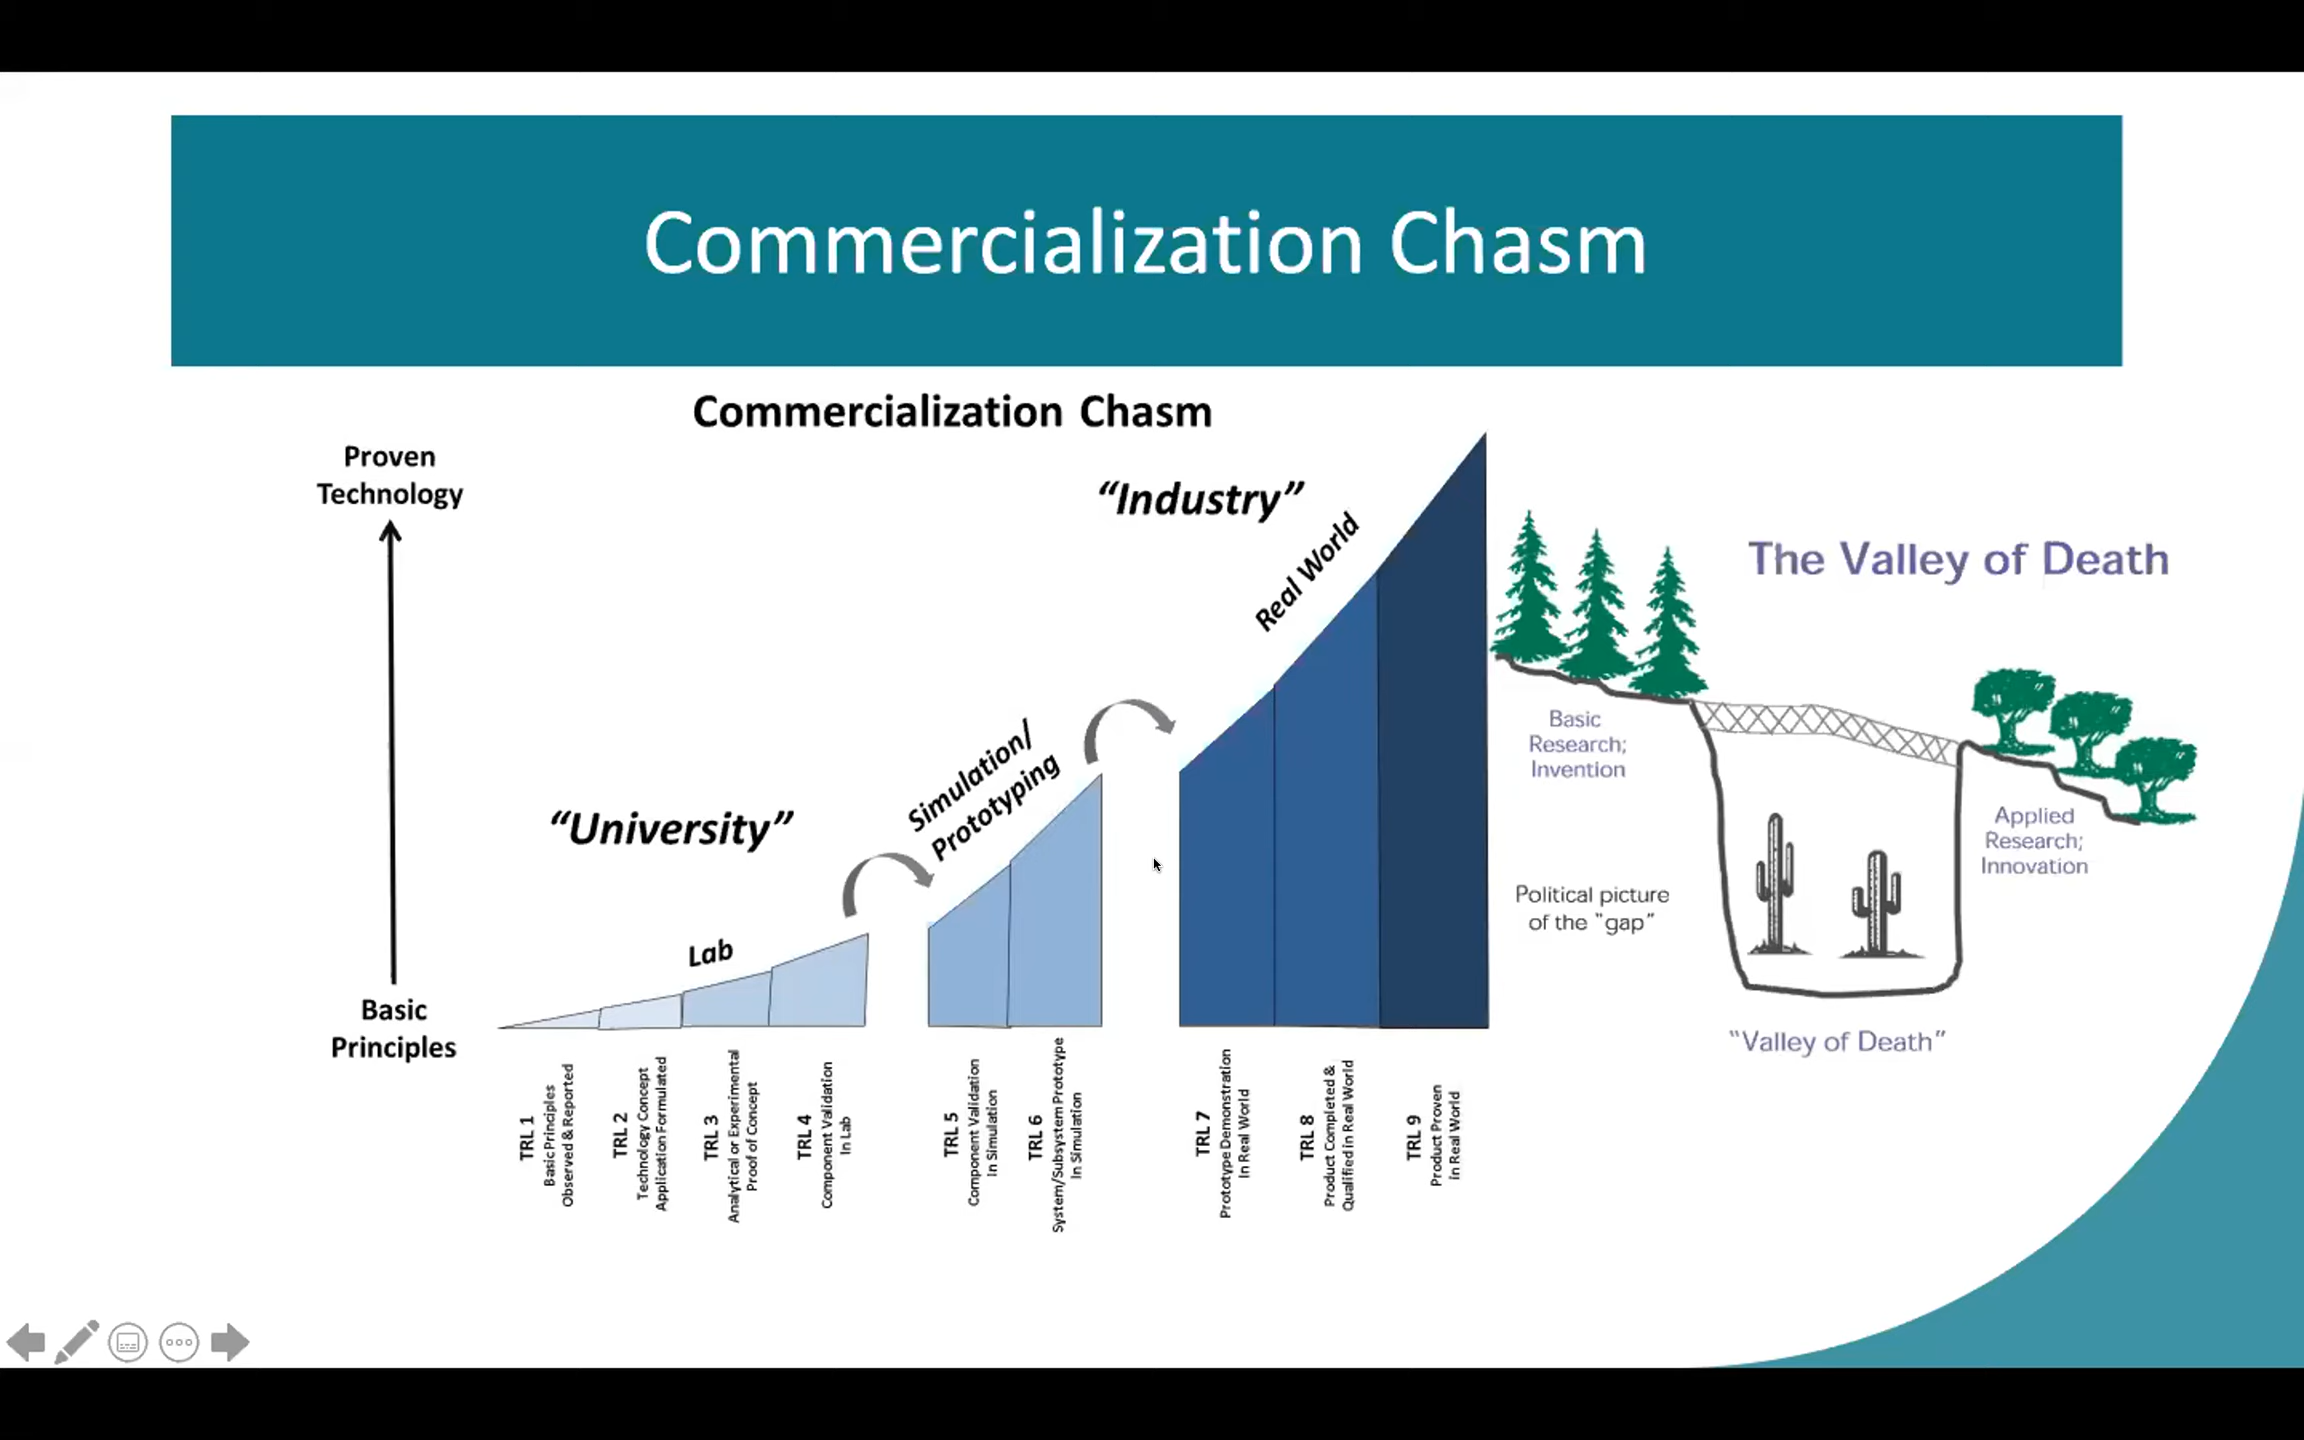 Commercialization Chasm
Commercialization Chasm
Proven
Technology
Basic
Principles
“University”
“Industry”
Lab
Simulation/
Prototyping
Real World
TRL 1
Basic Principles
Observed & Reported
TRL 2
Technology Concept
Application Formulated
TRL 3
Analytical or Experimental
Proof of Concept
TRL 4
Component Validation
In Lab
TRL 5
Component Validation
In Simulation
TRL 6
System/Subsystem Prototype
In Simulation
TRL 7
Prototype Demonstration
In Real World
TRL 8
Product Completed &
Qualified in Real World
TRL 9
Product Proven
in Real World
The Valley of Death
Basic
Research;
Invention
Applied
Research;
Innovation
Political picture
of the “gap”
“Valley of Death”